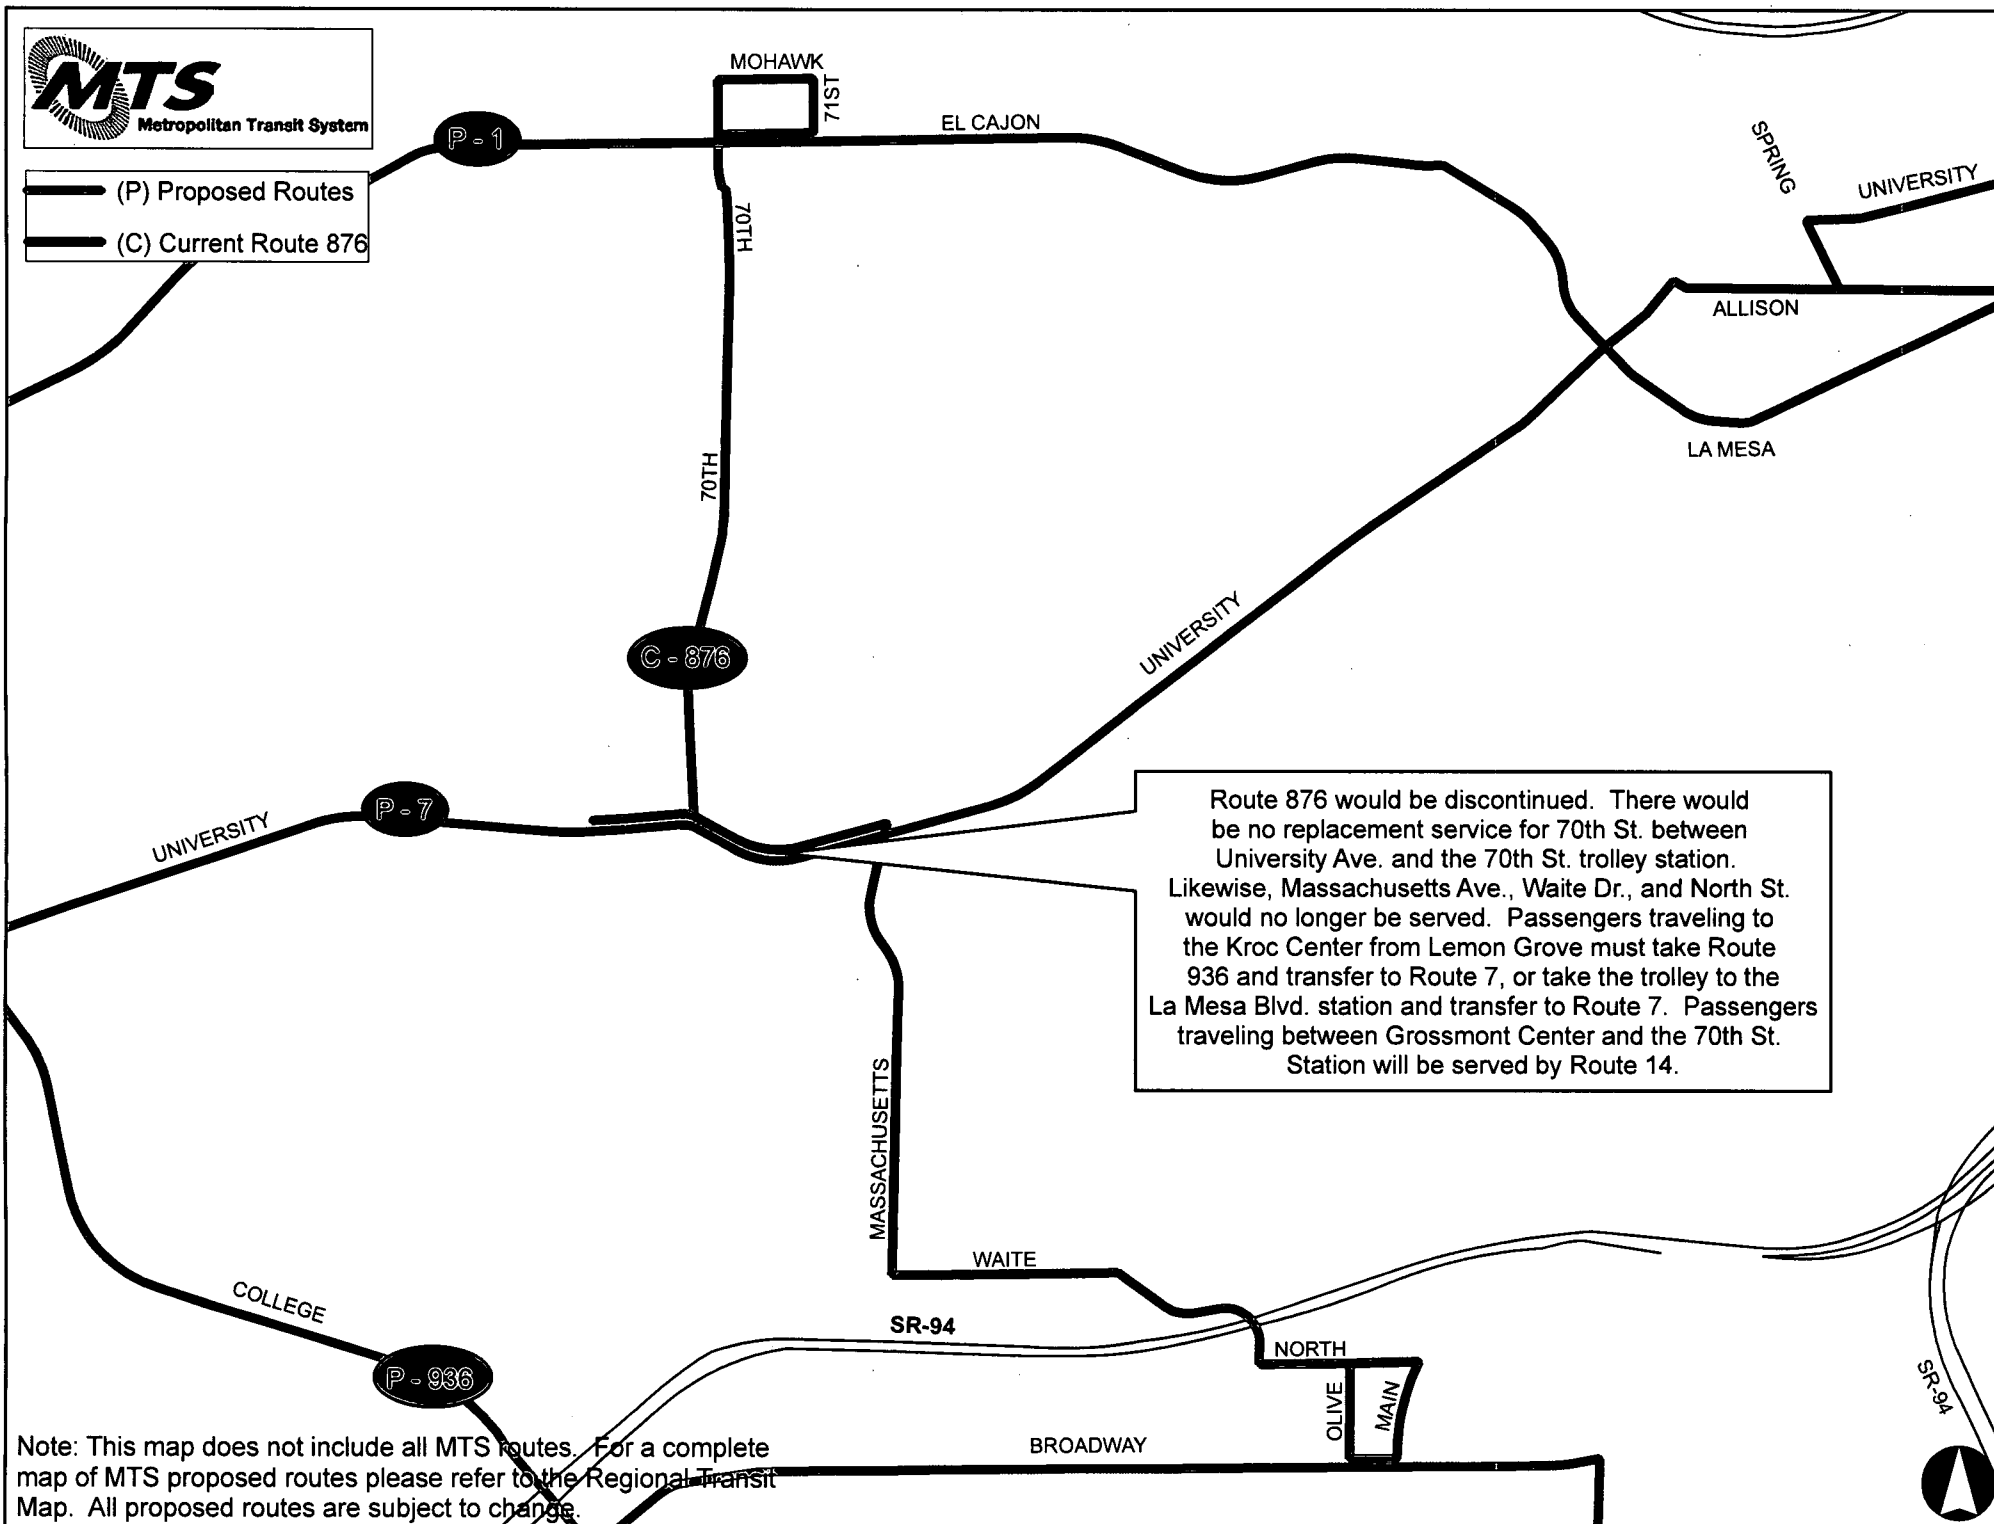 MTS
Metropolitan Transit System
(P) Proposed Routes
(C) Current Route 876
P - 1
MOHAWK
71ST
EL CAJON
SPRING
UNIVERSITY
70TH
ALLISON
LA MESA
70TH
C - 876
UNIVERSITY
P - 7
UNIVERSITY
Route 876 would be discontinued. There would
be no replacement service for 70th St. between
University Ave. and the 70th St. trolley station.
Likewise, Massachusetts Ave., Waite Dr., and North St.
would no longer be served. Passengers traveling to
the Kroc Center from Lemon Grove must take Route
936 and transfer to Route 7, or take the trolley to the
La Mesa Blvd. station and transfer to Route 7. Passengers
traveling between Grossmont Center and the 70th St.
Station will be served by Route 14.
MASSACHUSETTS
WAITE
COLLEGE
SR-94
NORTH
P - 936
OLIVE
MAIN
SR-94
BROADWAY
Note: This map does not include all MTS routes. For a complete
map of MTS proposed routes please refer to the Regional Transit
Map. All proposed routes are subject to change.